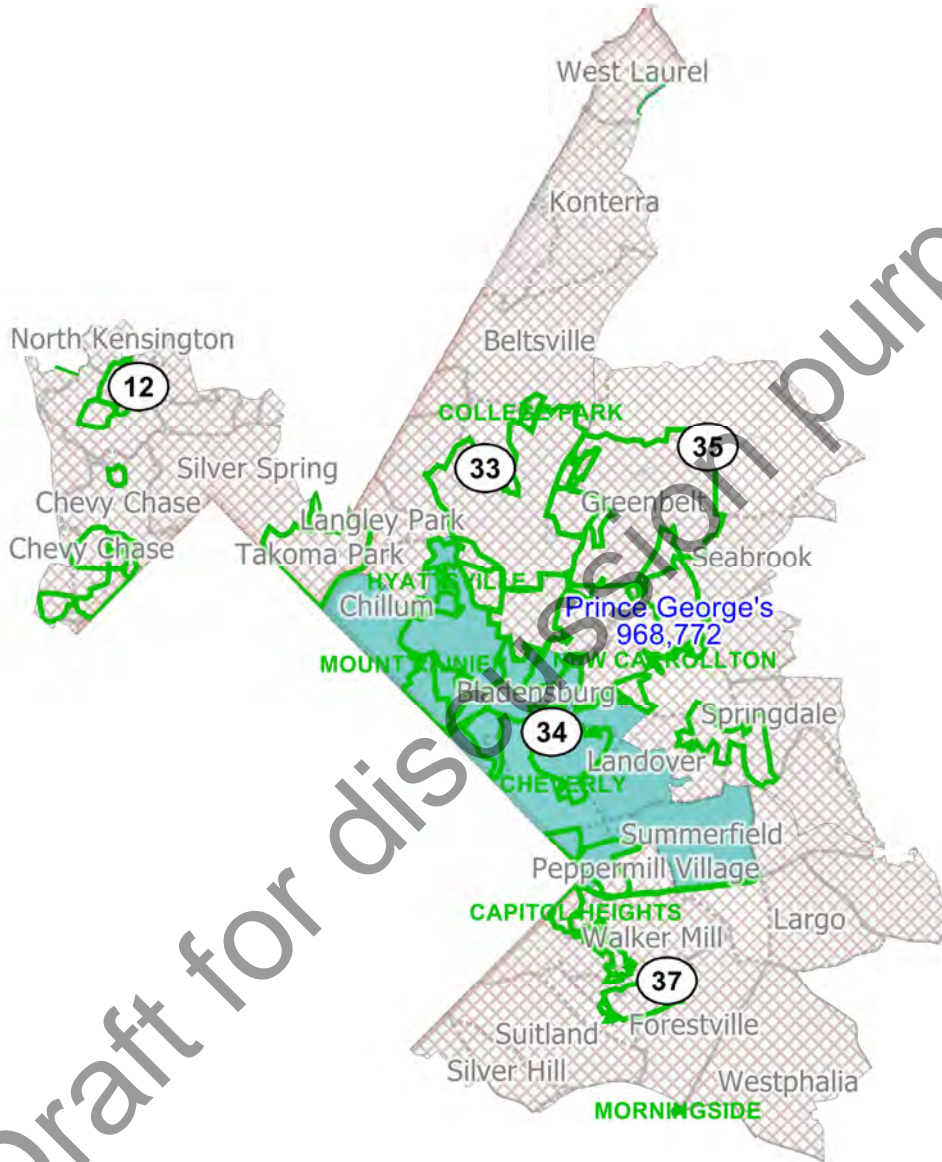 West Laurel
Konterra
Beltsville
North Kensington
12
COLLEGE PARK
33
35
Silver Spring
Greenbelt
Chevy Chase
Langley Park
Chevy Chase
Takoma Park
Seabrook
HYATTSVILLE
Chillum
Prince George's
968,772
MOUNT RAINIER
NEW CARROLLTON
Bladensburg
Springdale
34
Landover
CHEVERLY
Summerfield
Peppermill Village
CAPITOL HEIGHTS
Largo
Walker Mill
37
Suitland
Forestville
Silver Hill
Westphalia
MORNINGSIDE
Draft for discussion purp